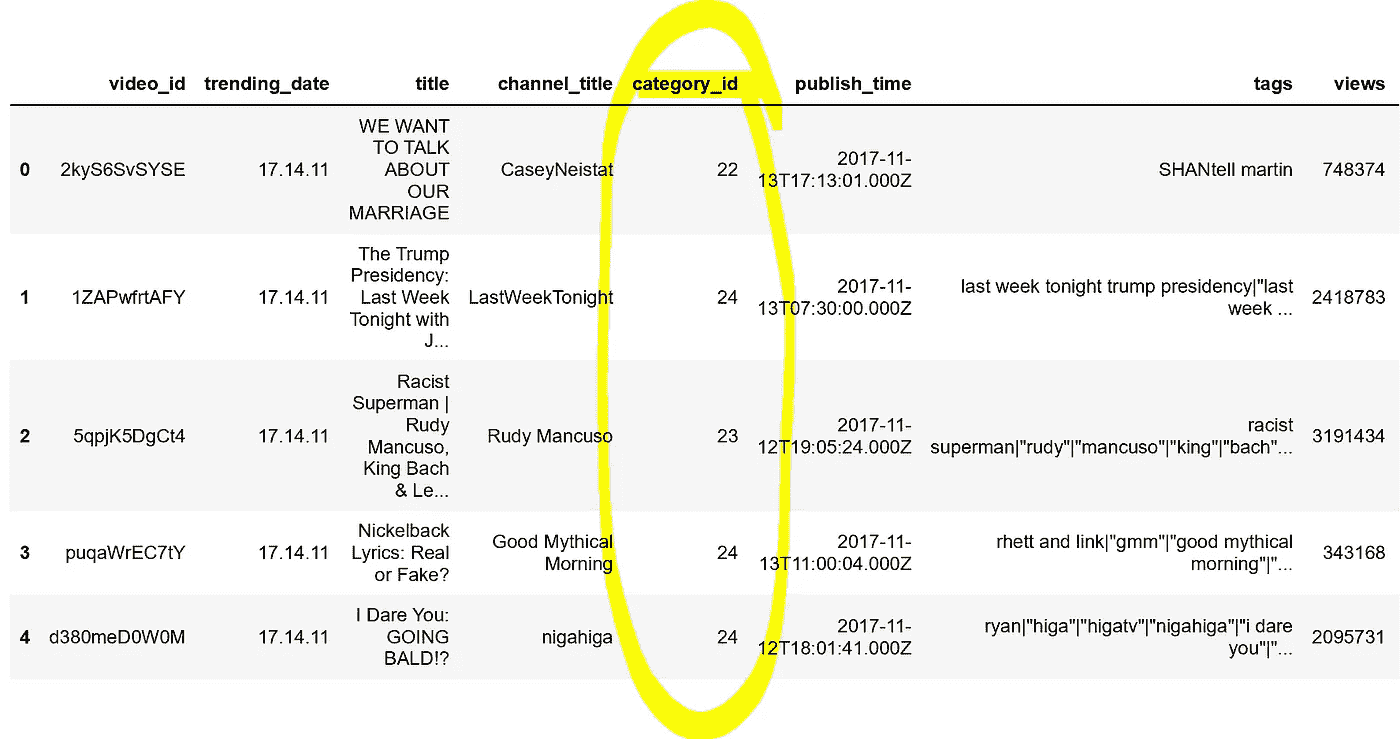 video_id trending_date title channel_title category_id publish_time tags views
0 2kyS6SvSYSE 17.14.11 WE WANT TO TALK ABOUT OUR MARRIAGE CaseyNeistat 22 2017-11-13T17:13:01.000Z SHANtell martin 748374
1 1ZAPwfrtAFY 17.14.11 The Trump Presidency: Last Week Tonight with J... LastWeekTonight 24 2017-11-13T07:30:00.000Z last week tonight trump presidency|"last week ... 2418783
2 5qpjK5DgCt4 17.14.11 Racist Superman | Rudy Mancuso, King Bach & Le... Rudy Mancuso 23 2017-11-12T19:05:24.000Z racist superman|"rudy"|"mancuso"|"king"|"bach"... 3191434
3 puqaWrEC7tY 17.14.11 Nickelback Lyrics: Real or Fake? Good Mythical Morning 24 2017-11-13T11:00:04.000Z rhett and link|"gmm"|"good mythical morning"|"... 343168
4 d380meD0W0M 17.14.11 I Dare You: GOING BALD!? nigahiga 24 2017-11-12T18:01:41.000Z ryan|"higa"|"higatv"|"nigahiga"|"i dare you"|"... 2095731